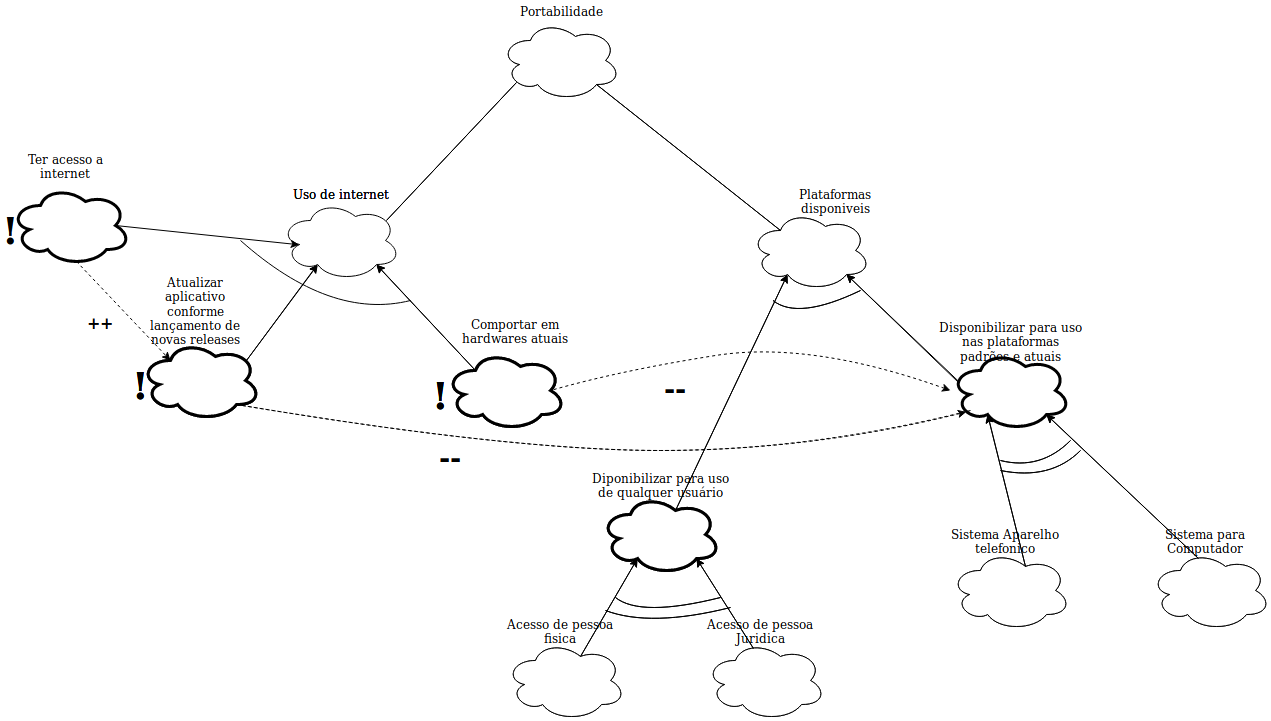 Portabilidade
Ter acesso a
internet
!
Uso de internet
Plataformas
disponiveis
Atualizar
aplicativo
conforme
lançamento de
novas releases
!
++
Comportar em
hardwares atuais
!
Disponibilizar para uso
nas plataformas
padrões e atuais
--
--
Diponibilizar para uso
de qualquer usuário
Sistema Aparelho
telefonico
Sistema para
Computador
Acesso de pessoa
fisica
Acesso de pessoa
Juridica